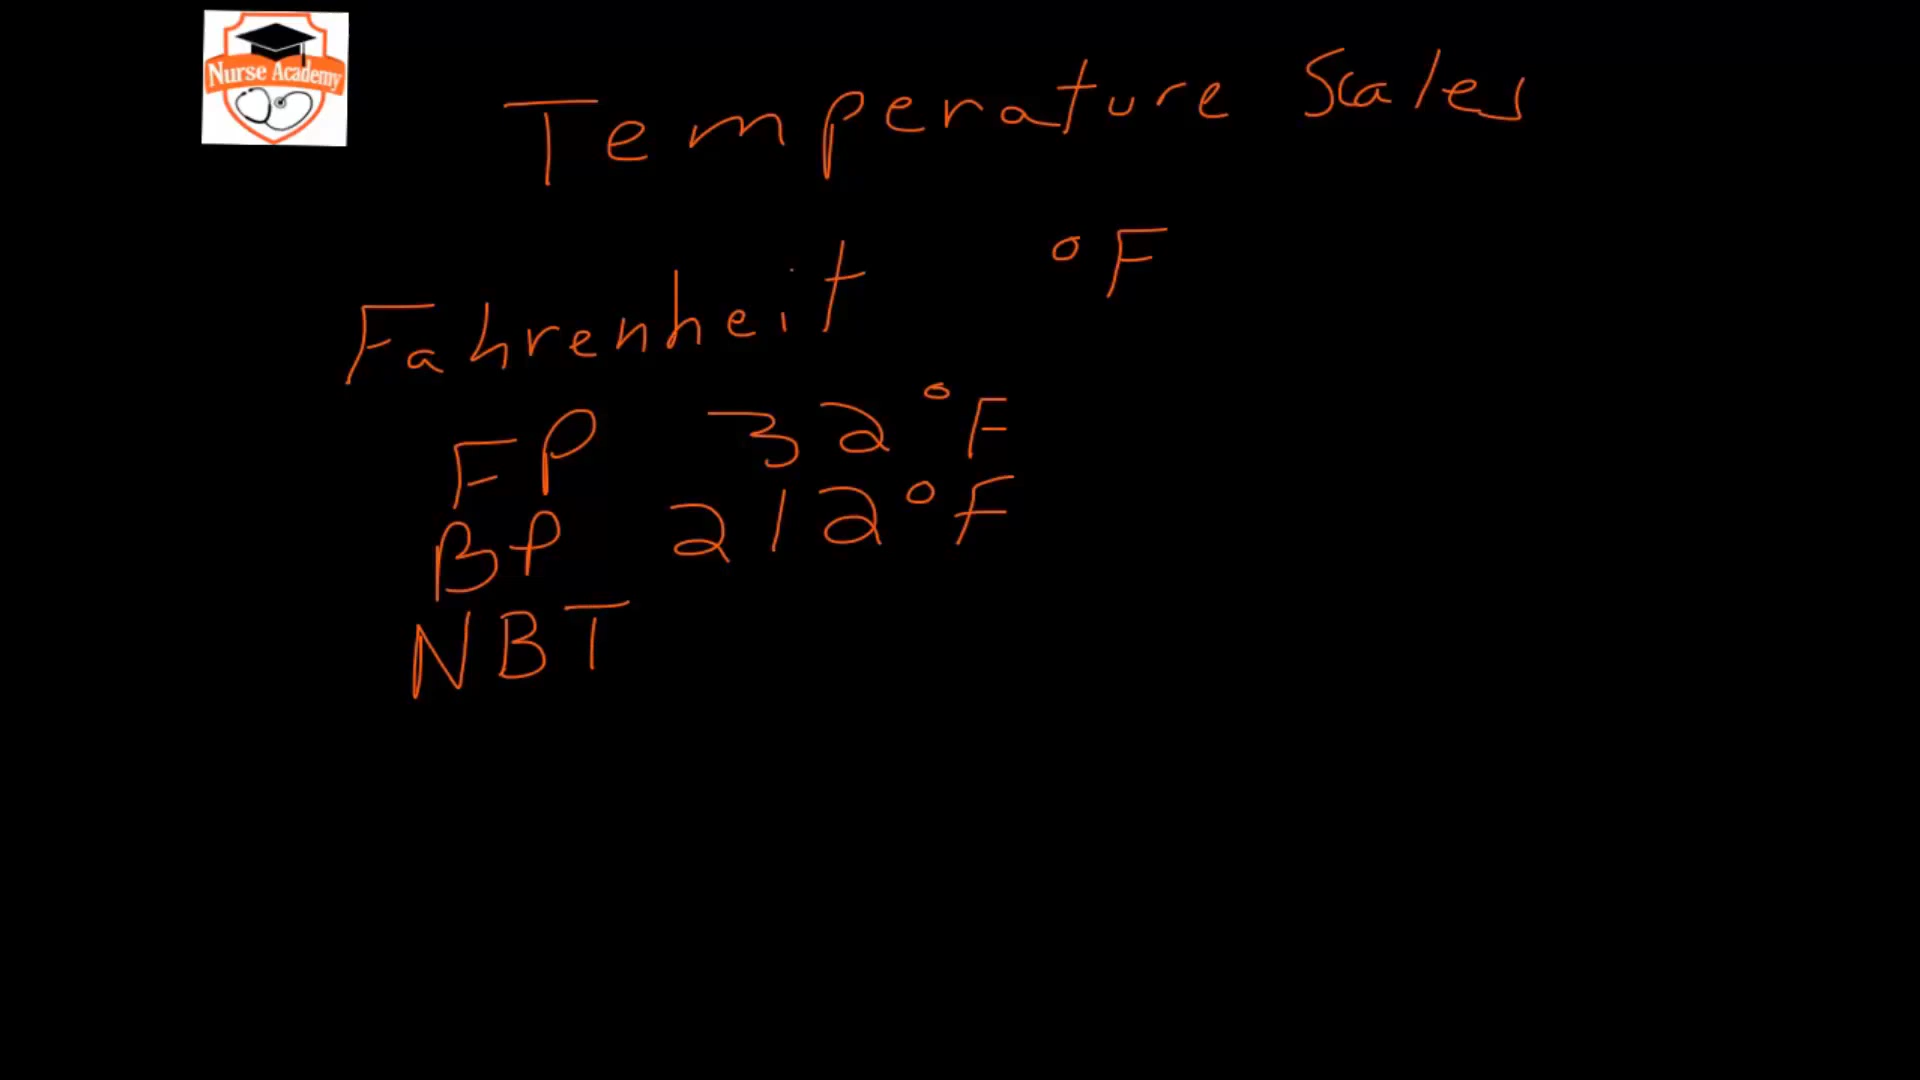 Nurse Academy
Temperature Scales
Fahrenheit °F
FP 32°F
BP 212°F
NBT